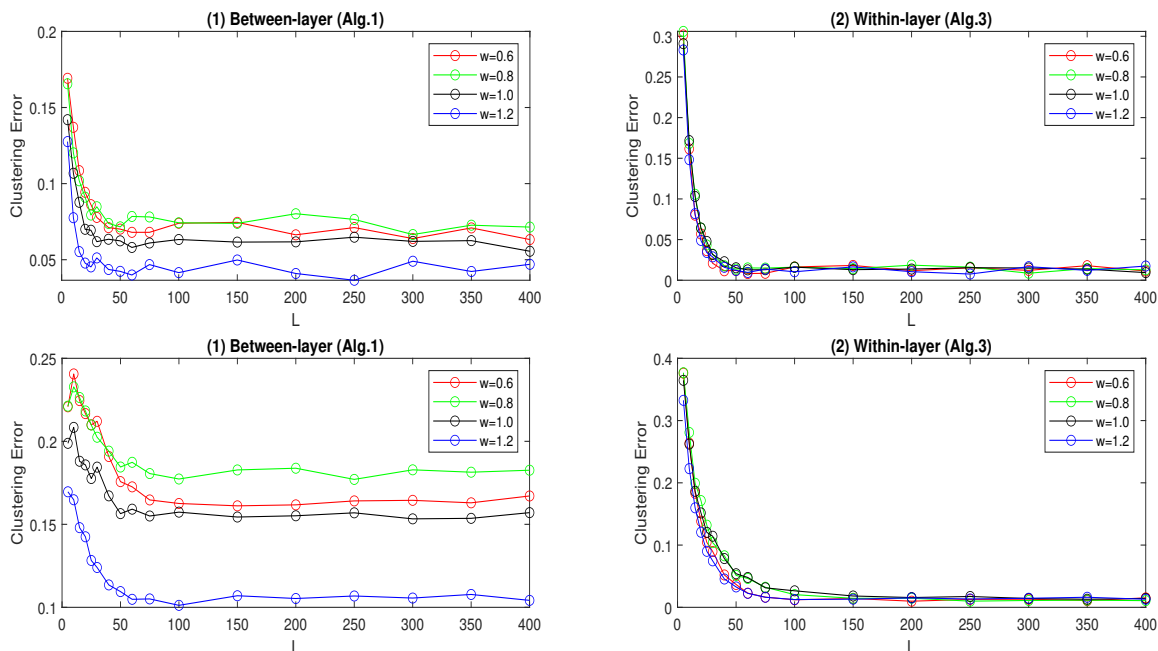 (1) Between-layer (Alg.1)
Clustering Error
0.2
0.15
0.1
0.05
w=0.6
w=0.8
w=1.0
w=1.2
0 50 100 150 200 250 300 350 400
L
(2) Within-layer (Alg.3)
Clustering Error
0.3
0.25
0.2
0.15
0.1
0.05
0
w=0.6
w=0.8
w=1.0
w=1.2
0 50 100 150 200 250 300 350 400
L
(1) Between-layer (Alg.1)
Clustering Error
0.25
0.2
0.15
0.1
w=0.6
w=0.8
w=1.0
w=1.2
0 50 100 150 200 250 300 350 400
(2) Within-layer (Alg.3)
Clustering Error
0.4
0.3
0.2
0.1
0
w=0.6
w=0.8
w=1.0
w=1.2
0 50 100 150 200 250 300 350 400